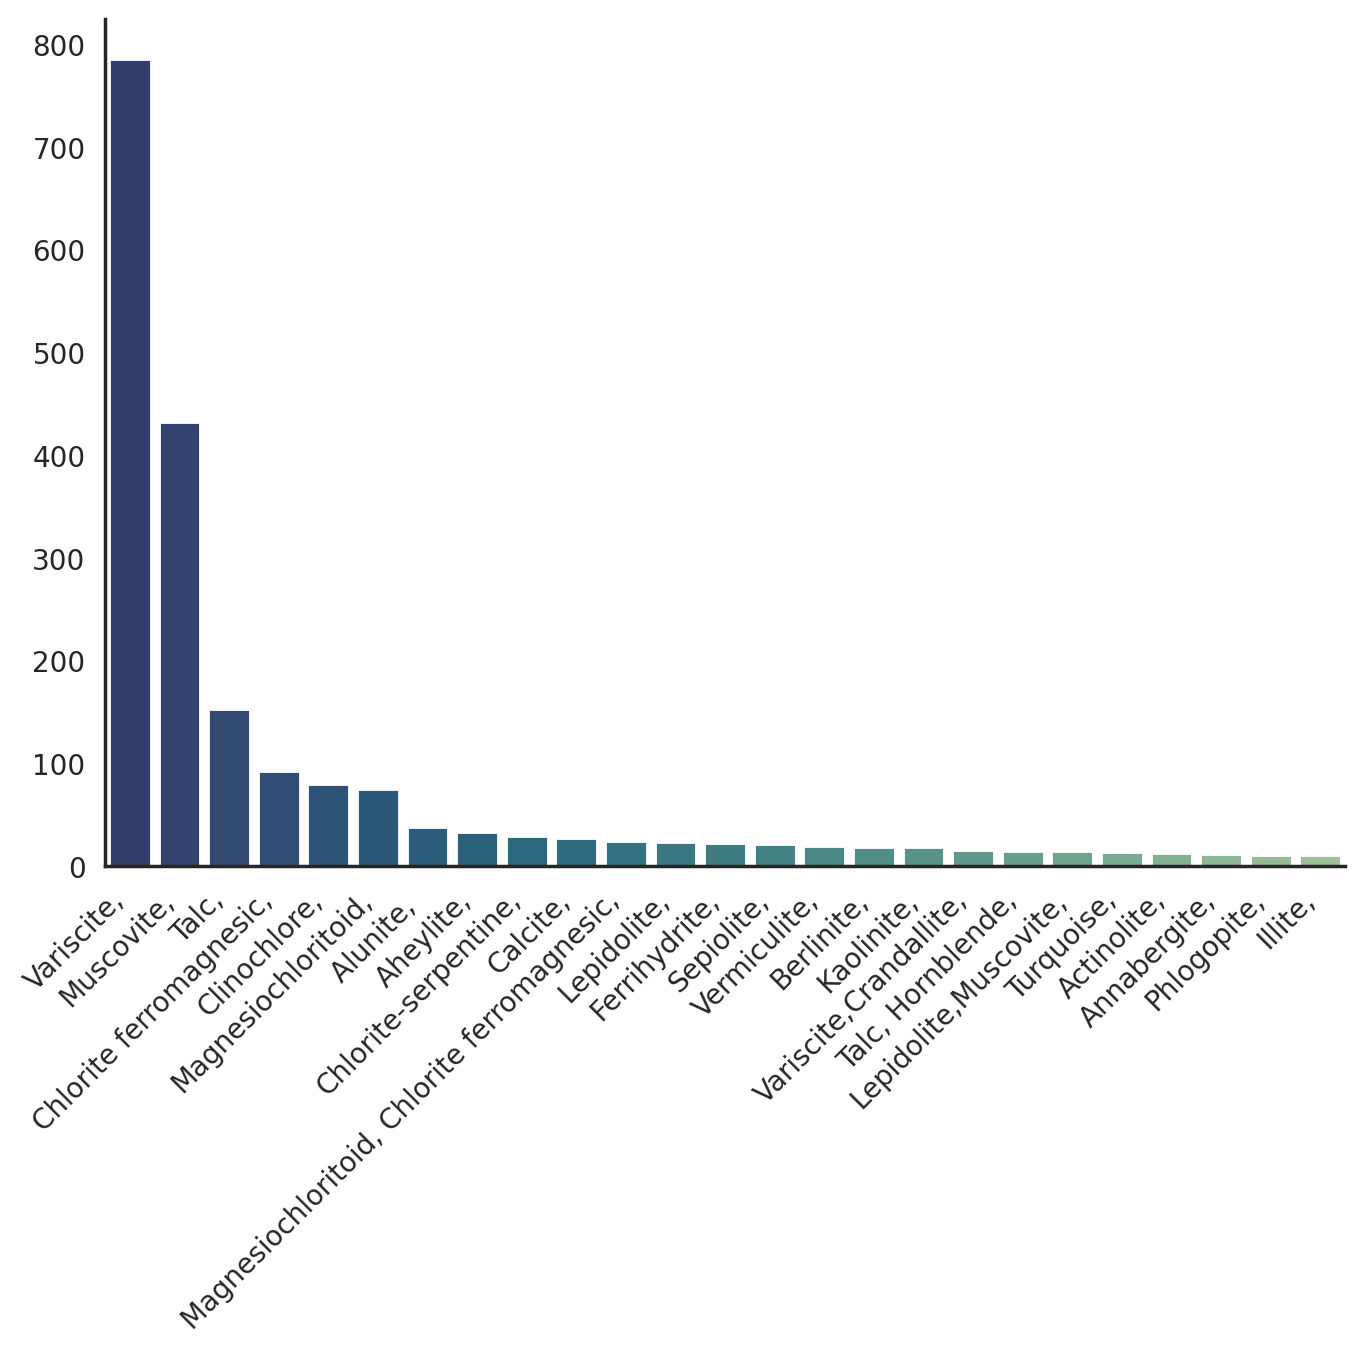 800
700
600
500
400
300
200
100
0
Variscite,
Muscovite,
Talc,
Chlorite ferromagnesic,
Clinochlore,
Magnesiochloritoid,
Alunite,
Aheylite,
Chlorite-serpentine,
Calcite,
Magnesiochloritoid, Chlorite ferromagnesic,
Lepidolite,
Ferrihydrite,
Sepiolite,
Vermiculite,
Berlinite,
Kaolinite,
Variscite,Crandallite,
Talc, Hornblende,
Lepidolite,Muscovite,
Turquoise,
Actinolite,
Annabergite,
Phlogopite,
Illite,